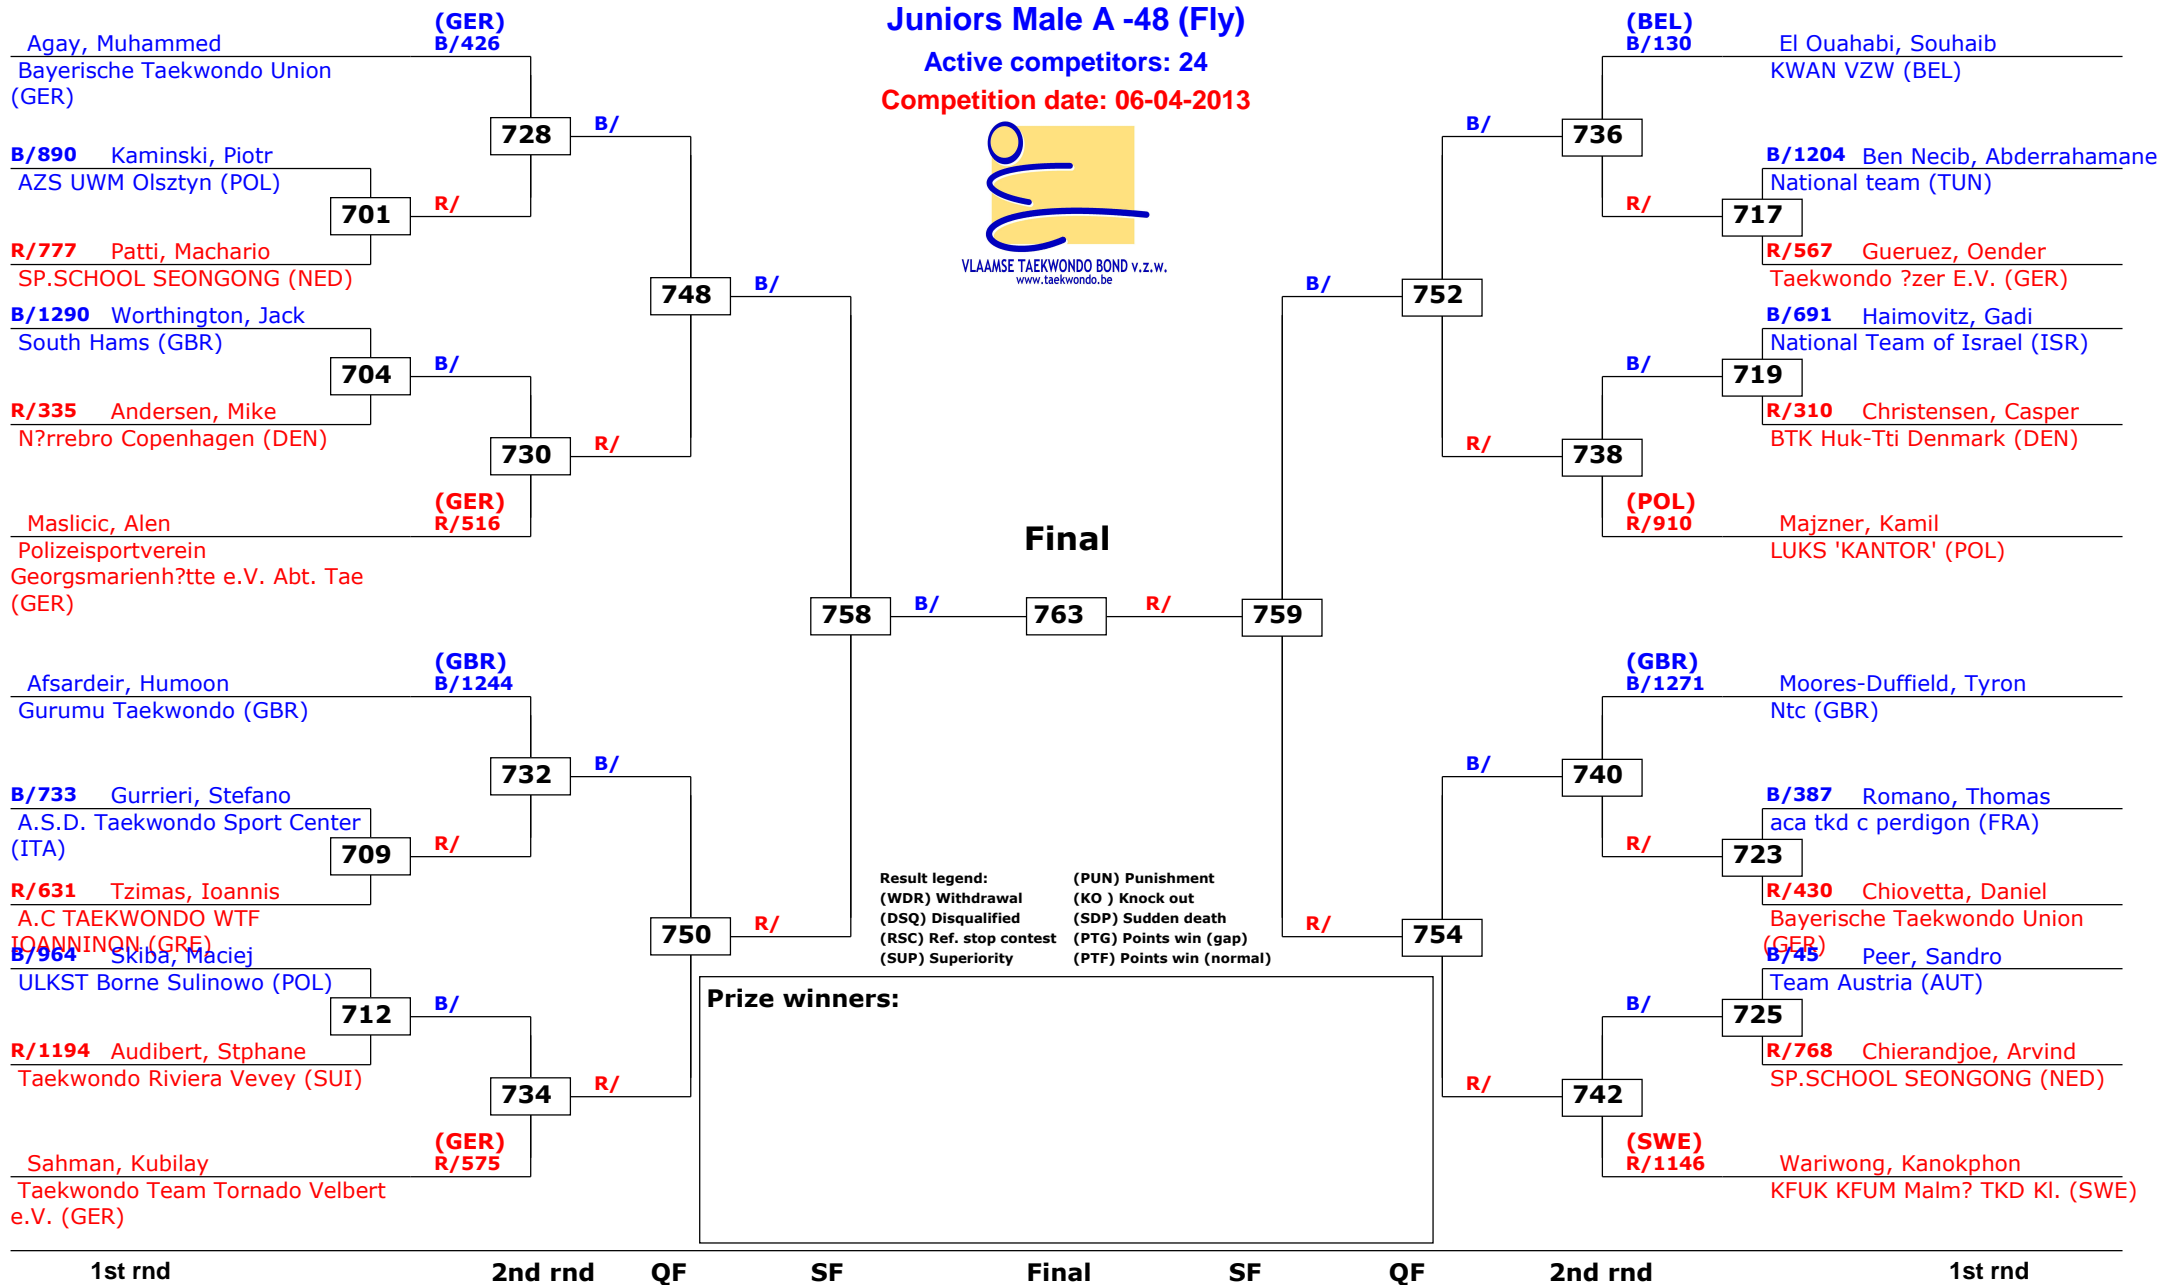 Juniors Male A -48 (Fly)
Active competitors: 24
Competition date: 06-04-2013
VLAAMSE TAEKWONDO BOND v.z.w.
www.taekwondo.be
(GER)
Agay, Muhammed B/426
Bayerische Taekwondo Union
(GER)
728
B/
B/890 Kaminski, Piotr
AZS UWM Olsztyn (POL)
701
R/
R/777 Patti, Machario
SP.SCHOOL SEONGONG (NED)
748
B/
B/1290 Worthington, Jack
South Hams (GBR)
704
B/
R/335 Andersen, Mike
N?rrebro Copenhagen (DEN)
730
R/
(GER)
Maslicic, Alen R/516
Polizeisportverein
Georgsmarienh?tte e.V. Abt. Tae
(GER)
758
B/
(GBR)
Afsardeir, Humoon B/1244
Gurumu Taekwondo (GBR)
732
B/
B/733 Gurrieri, Stefano
A.S.D. Taekwondo Sport Center
(ITA)
709
R/
R/631 Tzimas, Ioannis
A.C TAEKWONDO WTF
IOANNINON (GRE)
750
R/
B/964 Skiba, Maciej
ULKST Borne Sulinowo (POL)
712
B/
R/1194 Audibert, Stphane
Taekwondo Riviera Vevey (SUI)
734
R/
(GER)
Sahman, Kubilay R/575
Taekwondo Team Tornado Velbert
e.V. (GER)
Final
763
R/
759
(BEL)
B/130 El Ouahabi, Souhaib
KWAN VZW (BEL)
B/
736
B/1204 Ben Necib, Abderrahamane
National team (TUN)
R/
717
R/567 Gueruez, Oender
Taekwondo ?zer E.V. (GER)
B/
752
B/691 Haimovitz, Gadi
National Team of Israel (ISR)
B/
719
R/310 Christensen, Casper
BTK Huk-Tti Denmark (DEN)
R/
738
(POL)
R/910 Majzner, Kamil
LUKS 'KANTOR' (POL)
(GBR)
B/1271 Moores-Duffield, Tyron
Ntc (GBR)
B/
740
B/387 Romano, Thomas
aca tkd c perdigon (FRA)
R/
723
R/430 Chiovetta, Daniel
Bayerische Taekwondo Union
(GER)
R/
754
B/45 Peer, Sandro
Team Austria (AUT)
B/
725
R/768 Chierandjoe, Arvind
SP.SCHOOL SEONGONG (NED)
R/
742
(SWE)
R/1146 Wariwong, Kanokphon
KFUK KFUM Malm? TKD Kl. (SWE)
Result legend: (PUN) Punishment
(WDR) Withdrawal (KO ) Knock out
(DSQ) Disqualified (SDP) Sudden death
(RSC) Ref. stop contest (PTG) Points win (gap)
(SUP) Superiority (PTF) Points win (normal)
Prize winners:
1st rnd 2nd rnd QF SF Final SF QF 2nd rnd 1st rnd